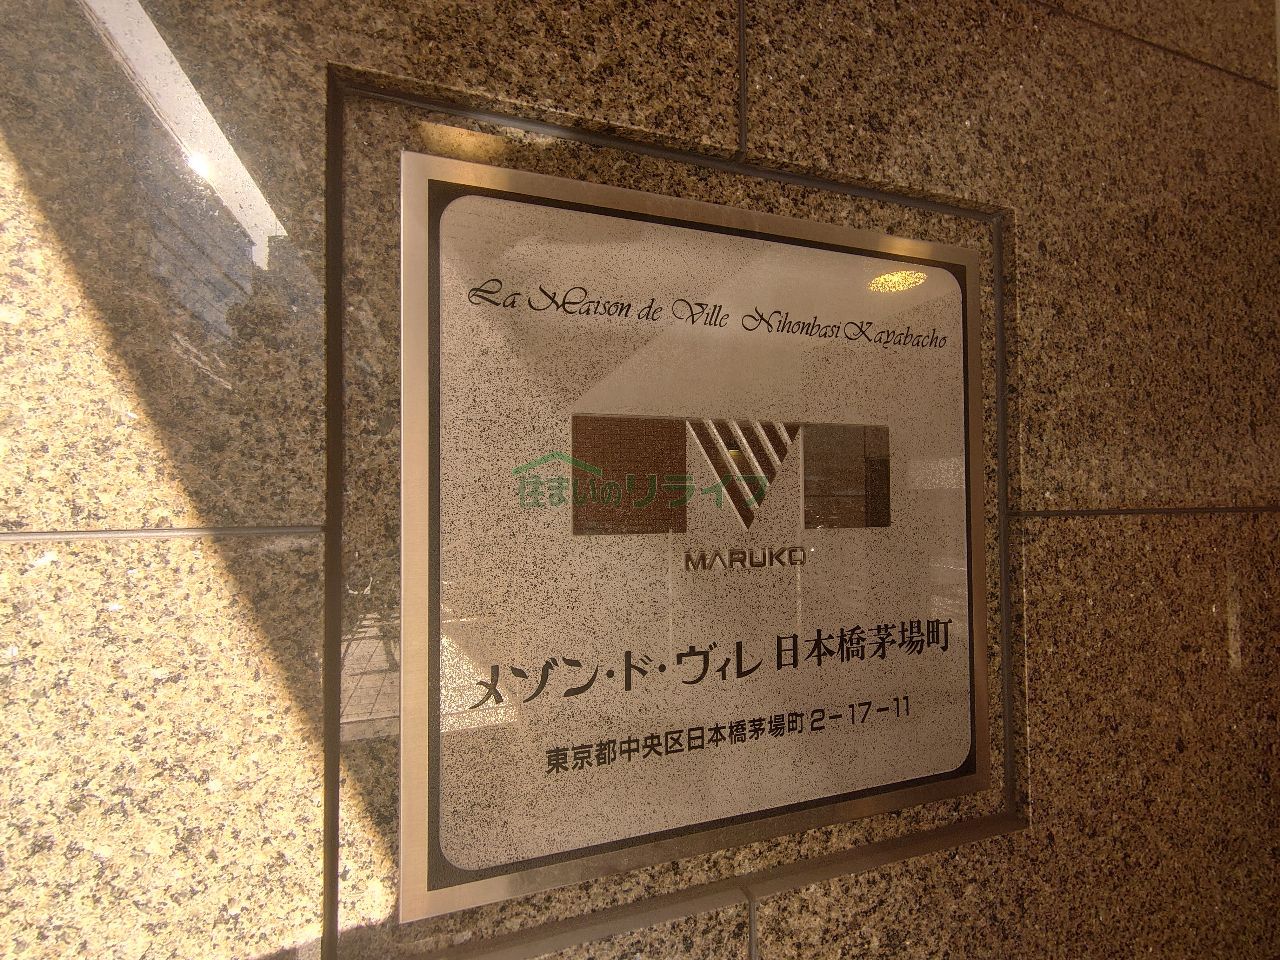 La Maison de Ville Nihonbasi Kayabacho
住まいのリライフ
MARUKO
メゾン・ド・ヴィレ 日本橋茅場町
東京都中央区日本橋茅場町2-17-11